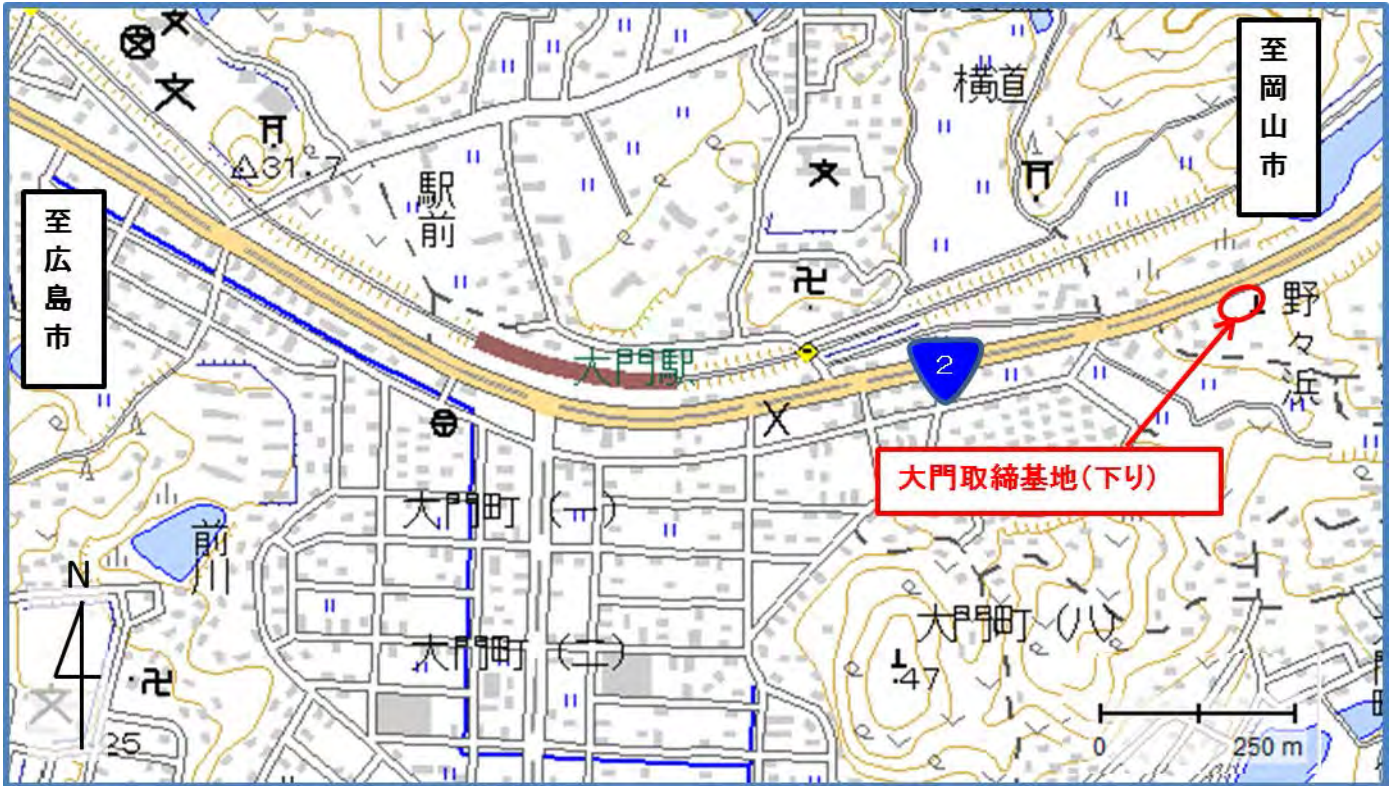 至岡山市
横道
31.7
駅前
至広島市
野々浜
大門駅
2
大門取締基地(下り)
大門町 (一)
前川
N
大門町 (八)
大門町 (二)
47
25
0 250 m